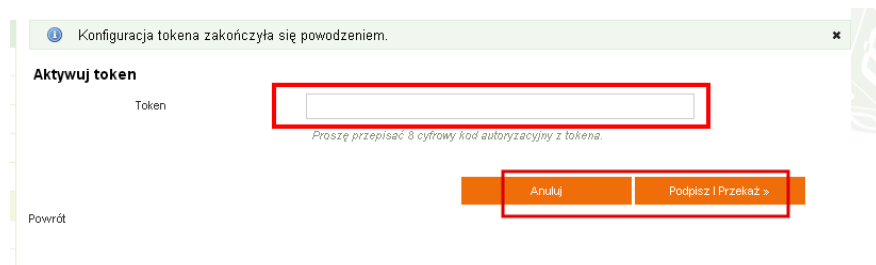 Konfiguracja tokena zakończyła się powodzeniem.
Aktywuj token
Token
Proszę przepisać 8 cyfrowy kod autoryzacyjny z tokena.
Anuluj
Podpisz I Przekaż »
Powrót